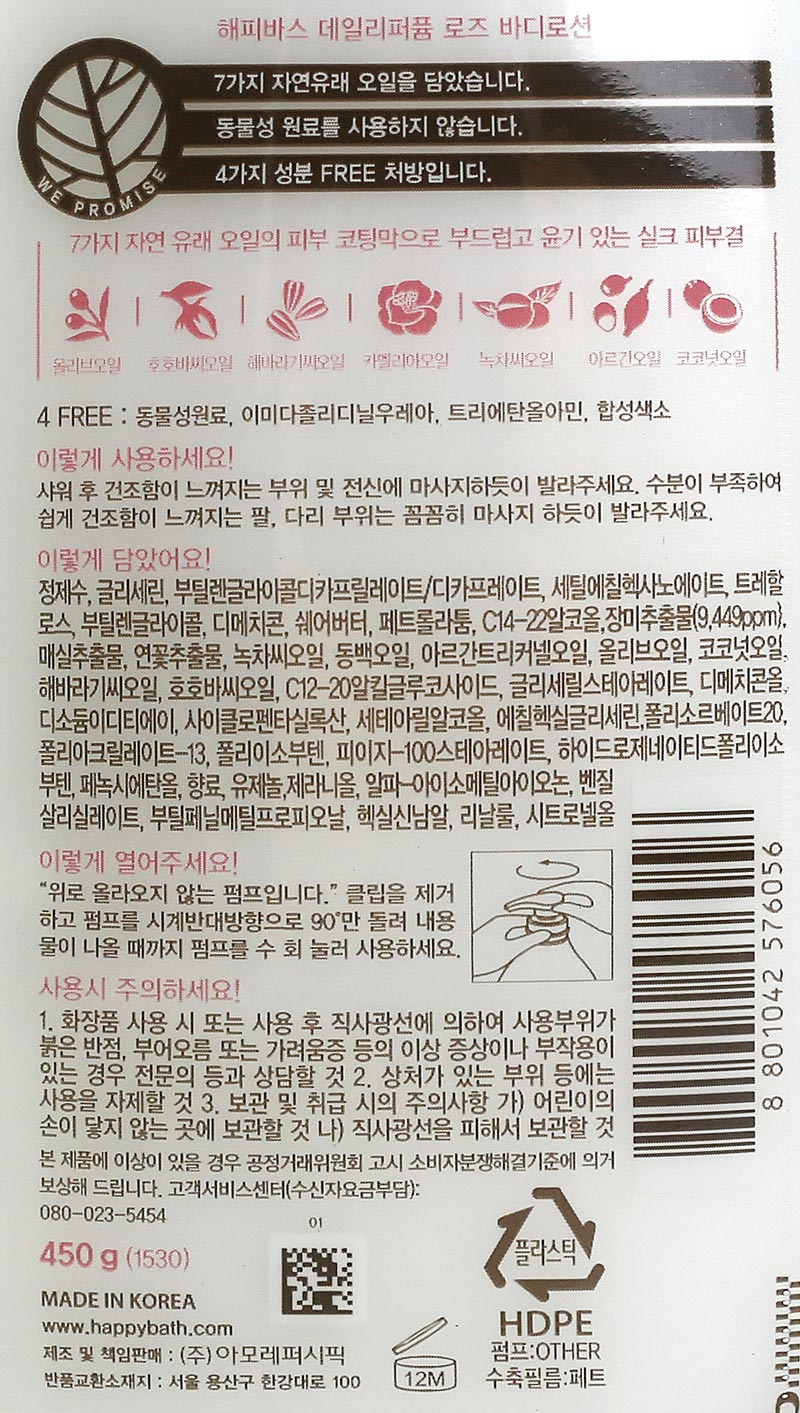 해피바스 데일리퍼퓸 로즈 바디로션
7가지 자연유래 오일을 담았습니다.
동물성 원료를 사용하지 않습니다.
4가지 성분 FREE 처방입니다.
WE PROMISE
7가지 자연 유래 오일의 피부 코팅막으로 부드럽고 윤기 있는 실크 피부결
올리브오일 호호바씨오일 해바라기씨오일 카멜리아오일 녹차씨오일 아르간오일 코코넛오일
4 FREE : 동물성원료, 이미다졸리디닐우레아, 트리에탄올아민, 합성색소
이렇게 사용하세요!
샤워 후 건조함이 느껴지는 부위 및 전신에 마사지하듯이 발라주세요. 수분이 부족하여
쉽게 건조함이 느껴지는 팔, 다리 부위는 꼼꼼히 마사지 하듯이 발라주세요.
이렇게 담았어요!
정제수, 글리세린, 부틸렌글라이콜디카프릴레이트/디카프레이트, 세틸에칠헥사노에이트, 트레할
로스, 부틸렌글라이콜, 디메치콘, 쉐어버터, 페트롤라툼, C14-22알코올,장미추출물(9,449ppm),
매실추출물, 연꽃추출물, 녹차씨오일, 동백오일, 아르간트리커넬오일, 올리브오일, 코코넛오일,
해바라기씨오일, 호호바씨오일, C12-20알킬글루코사이드, 글리세릴스테아레이트, 디메치콘올,
디소듐이디티에이, 사이클로펜타실록산, 세테아릴알코올, 에칠헥실글리세린,폴리소르베이트20,
폴리아크릴레이트-13, 폴리이소부텐, 피이지-100스테아레이트, 하이드로제네이티드폴리이소
부텐, 페녹시에탄올, 향료, 유제놀,제라니올, 알파-아이소메틸아이오논, 벤질
살리실레이트, 부틸페닐메틸프로피오날, 헥실신남알, 리날룰, 시트로넬올
이렇게 열어주세요!
“위로 올라오지 않는 펌프입니다.” 클립을 제거
하고 펌프를 시계반대방향으로 90°만 돌려 내용
물이 나올 때까지 펌프를 수 회 눌러 사용하세요.
사용시 주의하세요!
1. 화장품 사용 시 또는 사용 후 직사광선에 의하여 사용부위가
붉은 반점, 부어오름 또는 가려움증 등의 이상 증상이나 부작용이
있는 경우 전문의 등과 상담할 것 2. 상처가 있는 부위 등에는
사용을 자제할 것 3. 보관 및 취급 시의 주의사항 가) 어린이의
손이 닿지 않는 곳에 보관할 것 나) 직사광선을 피해서 보관할 것
본 제품에 이상이 있을 경우 공정거래위원회 고시 소비자분쟁해결기준에 의거
보상해 드립니다. 고객서비스센터(수신자요금부담):
080-023-5454
01
450 g (1530)
MADE IN KOREA
www.happybath.com
제조 및 책임판매 : (주)아모레퍼시픽
반품교환소재지 : 서울 용산구 한강대로 100
12M
플라스틱
HDPE
펌프:OTHER
수축필름:페트
8 801042 576056